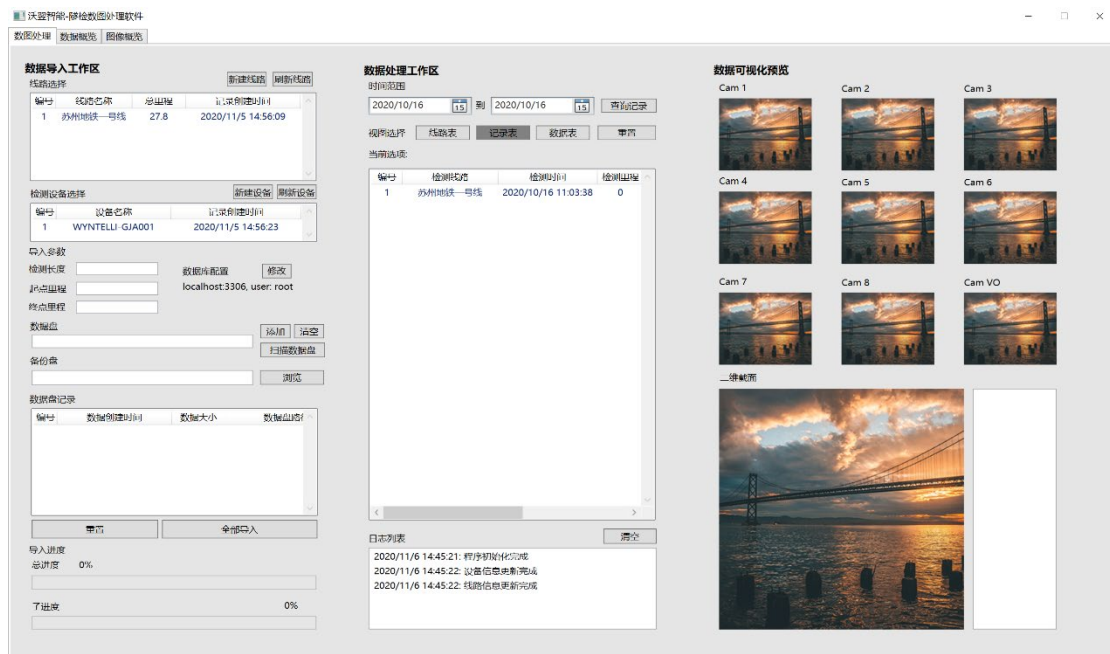 沃翌智能-隧检数图处理软件
数图处理 数据概览 图像概览
数据导入工作区
线路选择 新建线路 刷新线路
编号 线路名称 总里程 记录创建时间
1 苏州地铁一号线 27.8 2020/11/5 14:56:09
检测设备选择 新建设备 刷新设备
编号 设备名称 记录创建时间
1 WYNTELLI-GJA001 2020/11/5 14:56:23
导入参数
检测长度 数据库配置 修改
起点里程 localhost:3306, user: root
终点里程
数据盘 添加 清空
扫描数据盘
备份盘
浏览
数据盘记录
编号 数据创建时间 数据大小 数据盘路径
重置 全部导入
导入进度
总进度 0%
子进度 0%
数据处理工作区
时间范围
2020/10/16 15 到 2020/10/16 15 查询记录
视图选择 线路表 记录表 数据表 重置
当前选项:
编号 检测线路 检测时间 检测里程
1 苏州地铁一号线 2020/10/16 11:03:38 0
日志列表 清空
2020/11/6 14:45:21: 程序初始化完成
2020/11/6 14:45:22: 设备信息更新完成
2020/11/6 14:45:22: 线路信息更新完成
数据可视化预览
Cam 1 Cam 2 Cam 3
Cam 4 Cam 5 Cam 6
Cam 7 Cam 8 Cam VO
二维截面